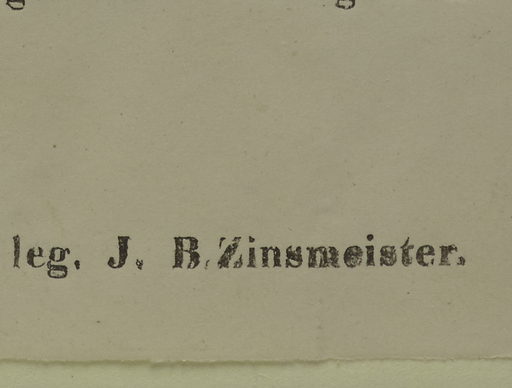 leg. J. B. Zinsmeister.